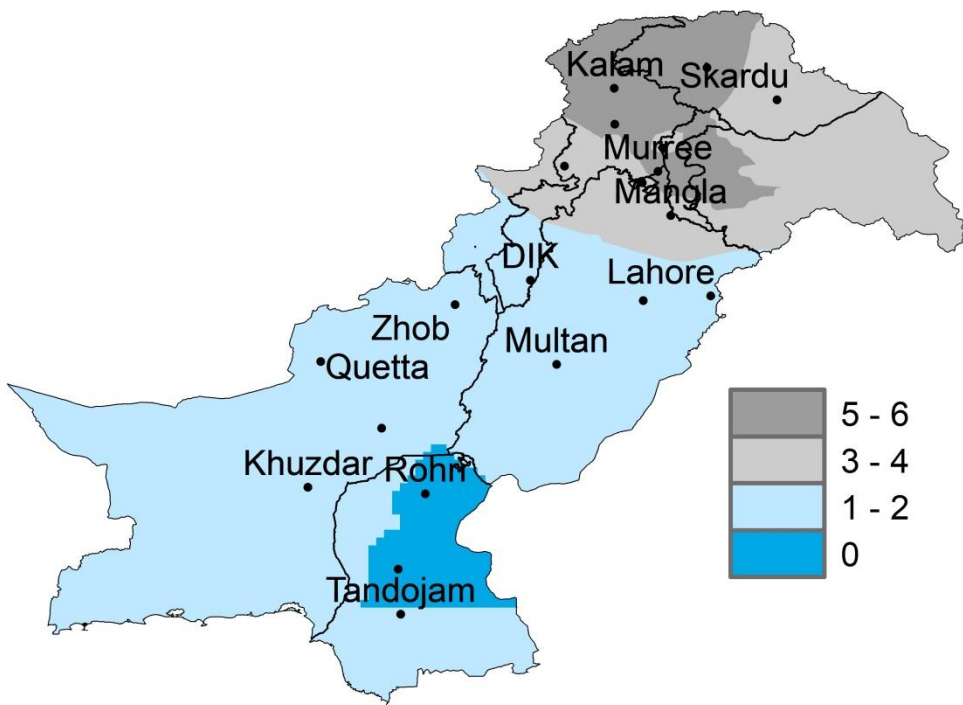 Kalam
Skardu
Murree
Mangla
DIK
Lahore
Zhob
Multan
Quetta
Khuzdar
Rohri
Tandojam
5 - 6
3 - 4
1 - 2
0